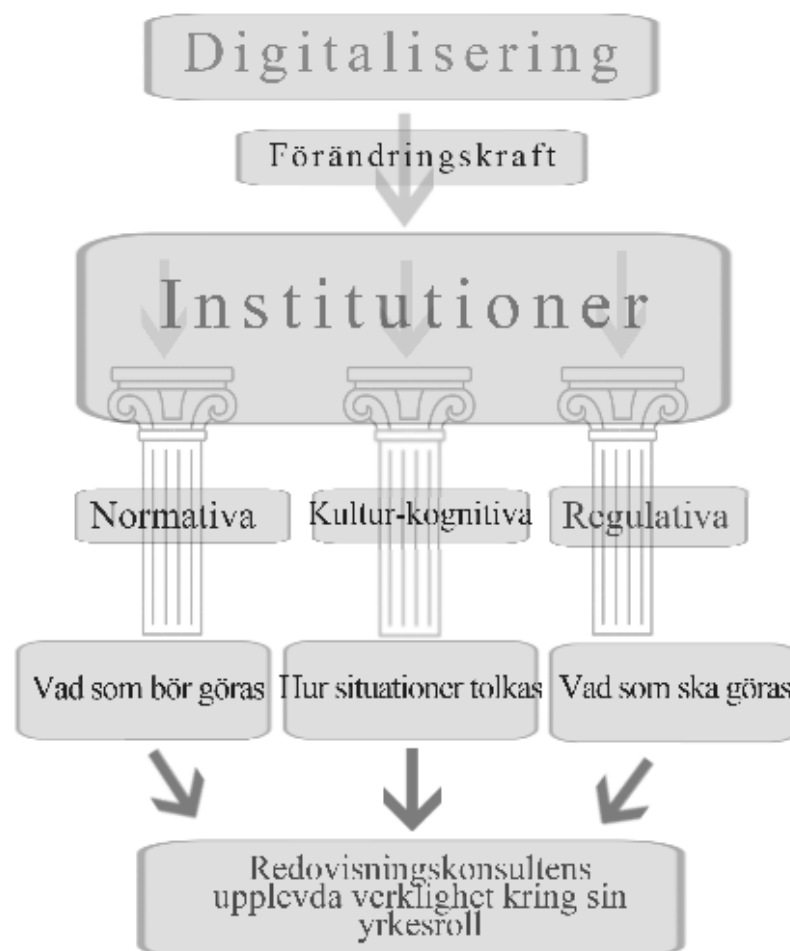 Digitalisering
Förändringskraft
Institutioner
Normativa
Kultur-kognitiva
Regulativa
Vad som bör göras
Hur situationer tolkas
Vad som ska göras
Redovisningskonsultens
upplevda verklighet kring sin
yrkesroll